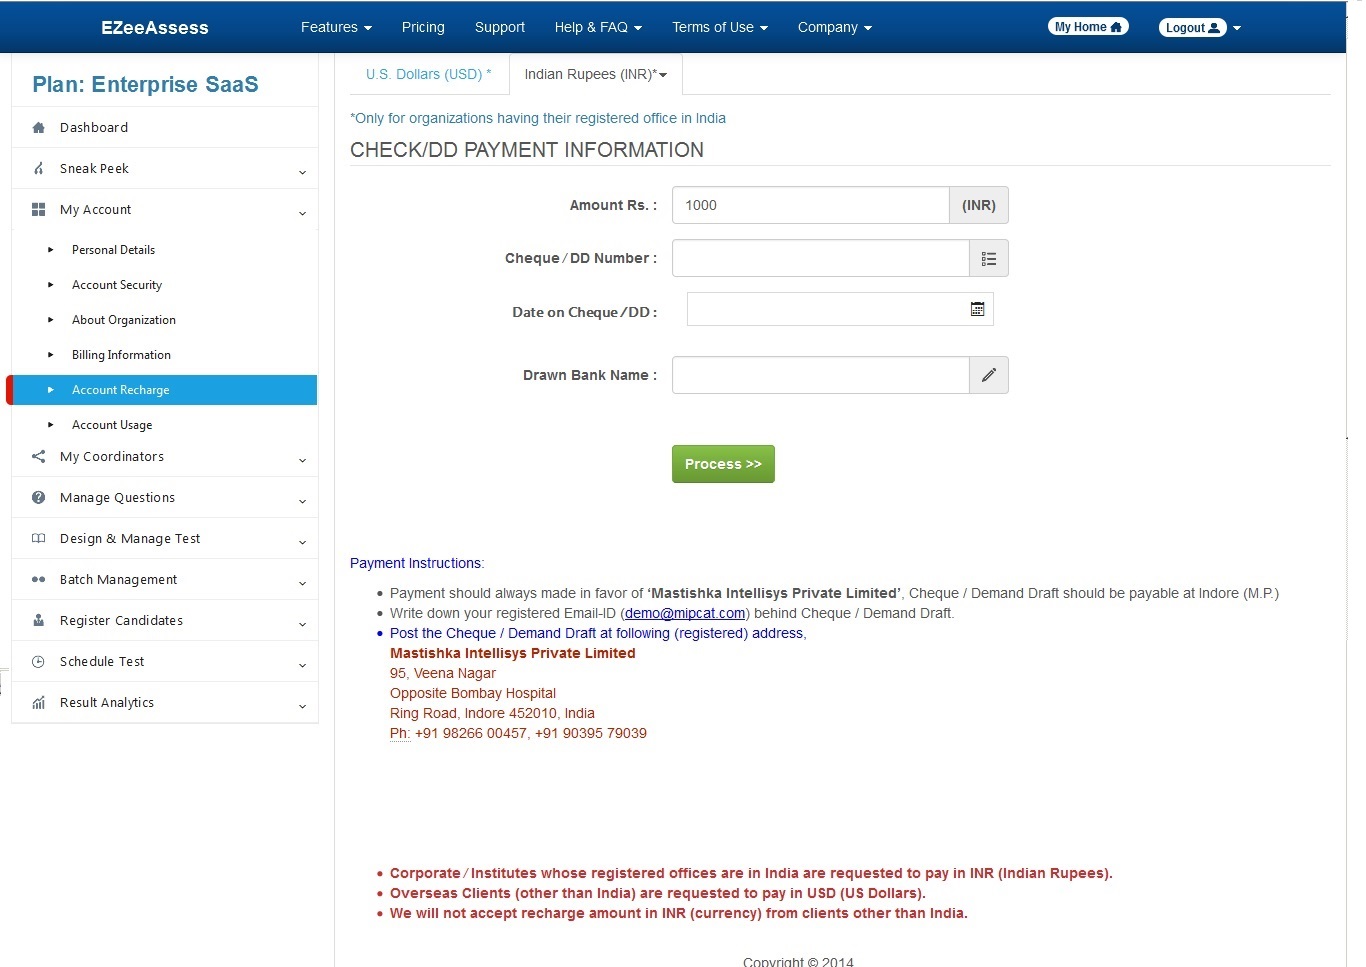 EZeeAssess Features Pricing Support Help & FAQ Terms of Use Company My Home Logout
Plan: Enterprise SaaS
Dashboard
Sneak Peek
My Account
Personal Details
Account Security
About Organization
Billing Information
Account Recharge
Account Usage
My Coordinators
Manage Questions
Design & Manage Test
Batch Management
Register Candidates
Schedule Test
Result Analytics
U.S. Dollars (USD) * Indian Rupees (INR)*
*Only for organizations having their registered office in India
CHECK/DD PAYMENT INFORMATION
Amount Rs. : 1000 (INR)
Cheque / DD Number :
Date on Cheque /DD :
Drawn Bank Name :
Process >>
Payment Instructions:
Payment should always made in favor of ‘Mastishka Intellisys Private Limited’, Cheque / Demand Draft should be payable at Indore (M.P.)
Write down your registered Email-ID (demo@mipcat.com) behind Cheque / Demand Draft.
Post the Cheque / Demand Draft at following (registered) address,
Mastishka Intellisys Private Limited
95, Veena Nagar
Opposite Bombay Hospital
Ring Road, Indore 452010, India
Ph: +91 98266 00457, +91 90395 79039
Corporate / Institutes whose registered offices are in India are requested to pay in INR (Indian Rupees).
Overseas Clients (other than India) are requested to pay in USD (US Dollars).
We will not accept recharge amount in INR (currency) from clients other than India.
Copyright © 2014